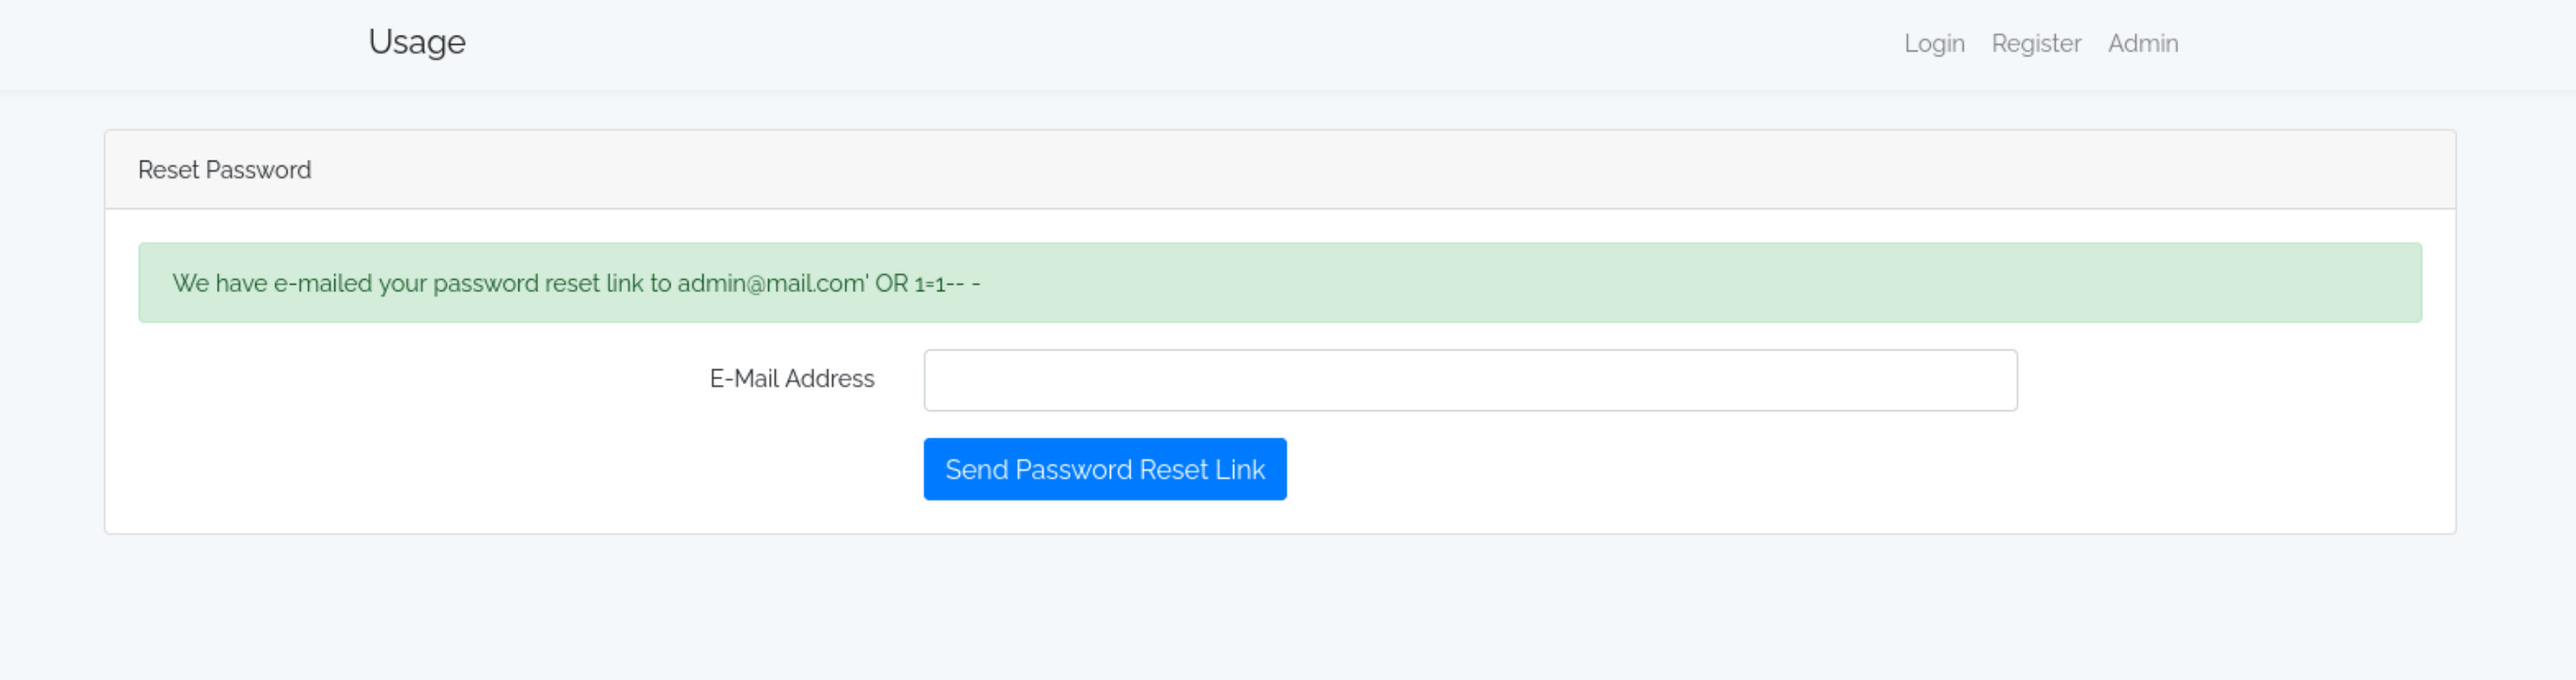 Usage
Login Register Admin
Reset Password
We have e-mailed your password reset link to admin@mail.com' OR 1=1-- -
E-Mail Address
Send Password Reset Link